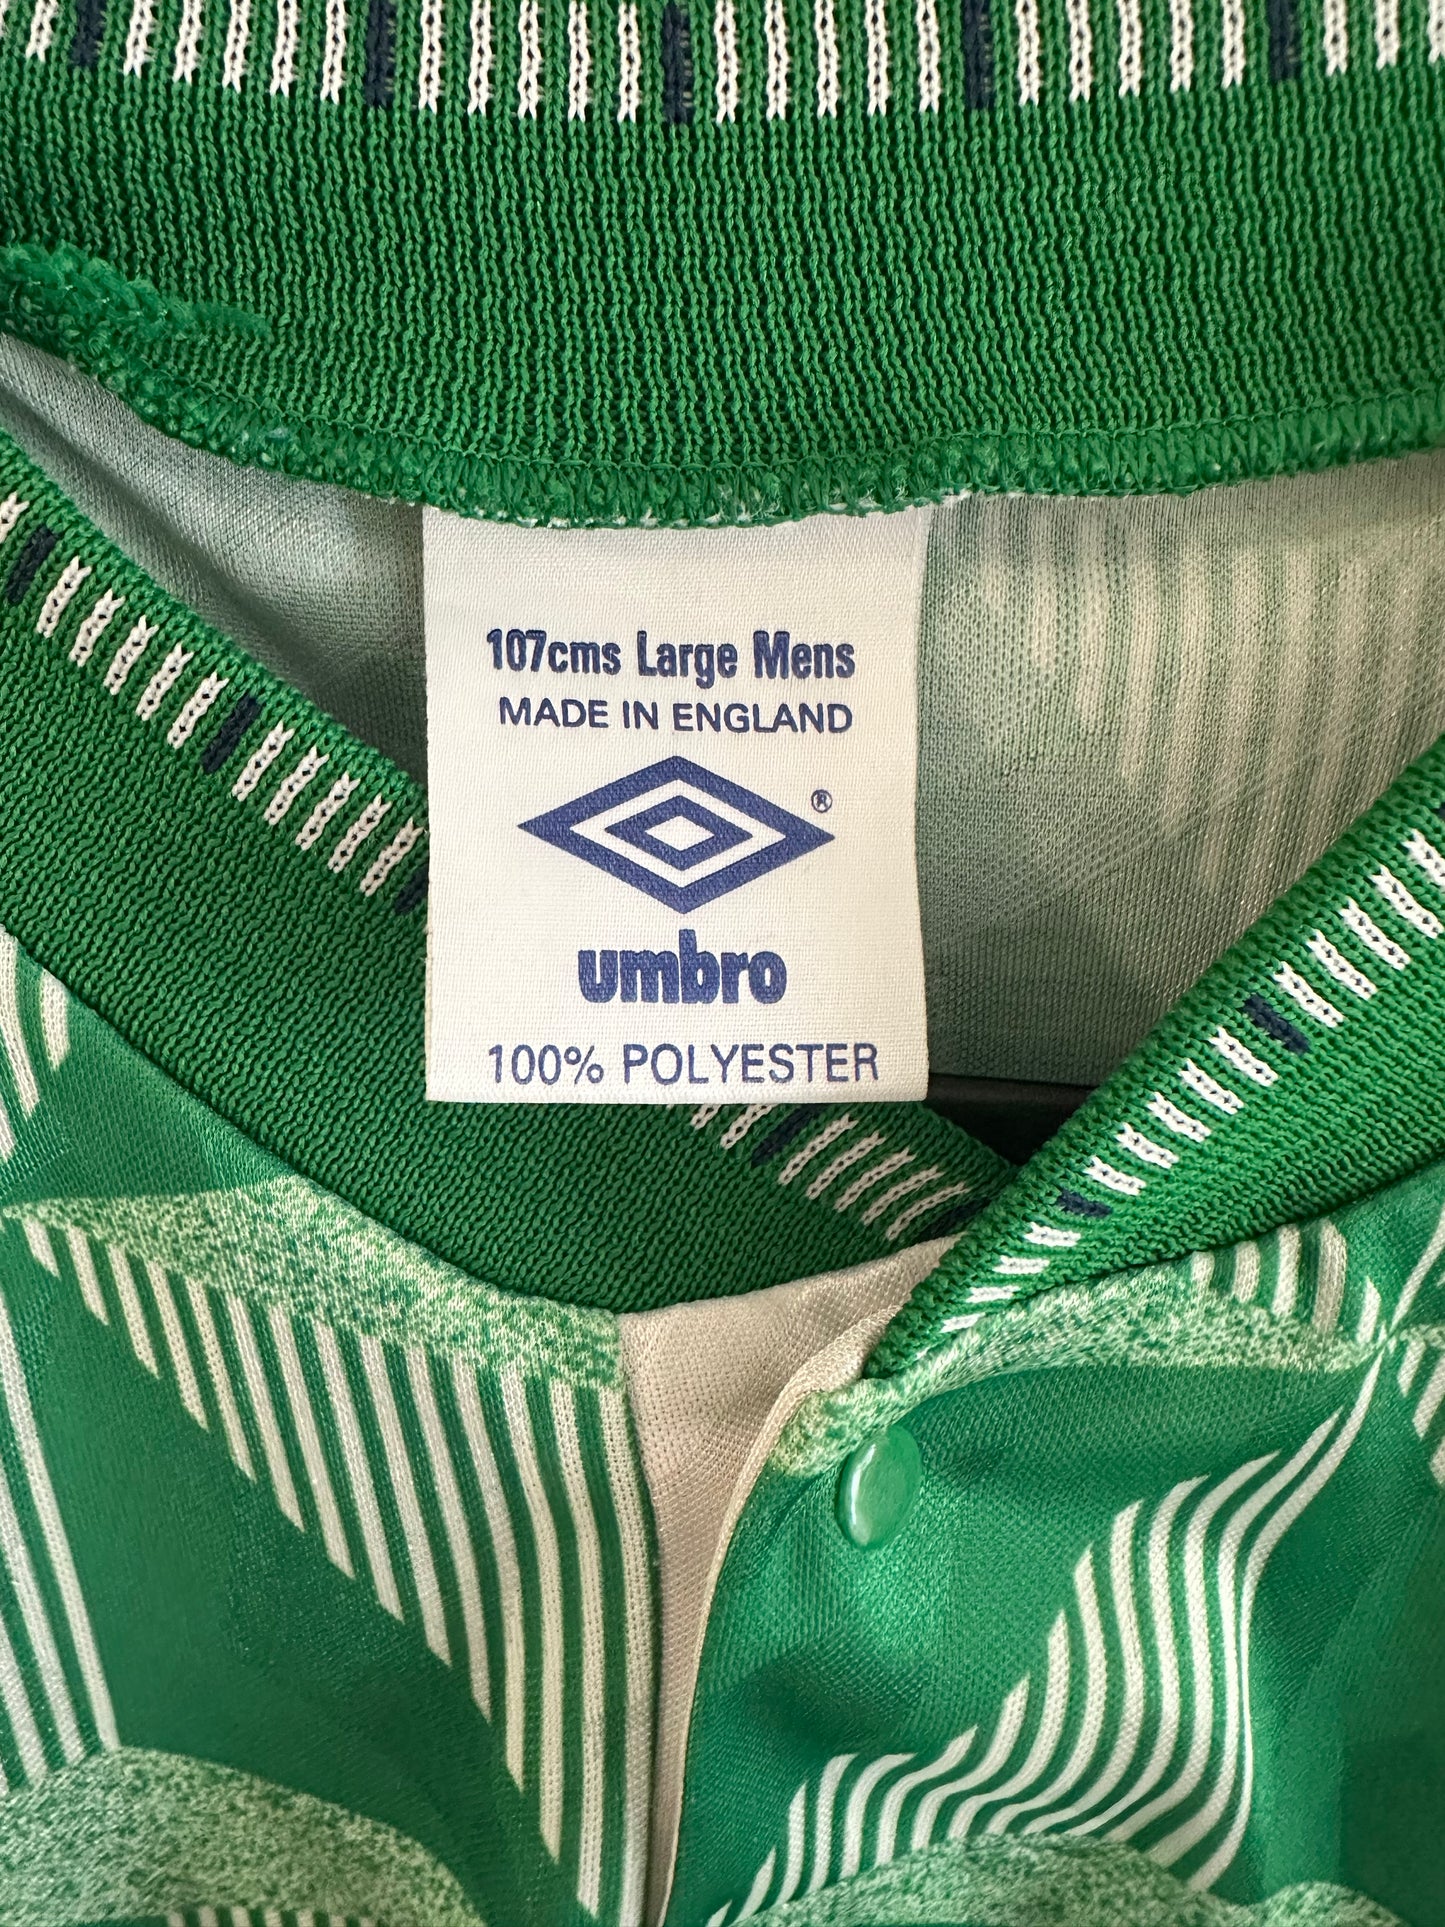 107cms Large Mens
MADE IN ENGLAND
®
umbro
100% POLYESTER